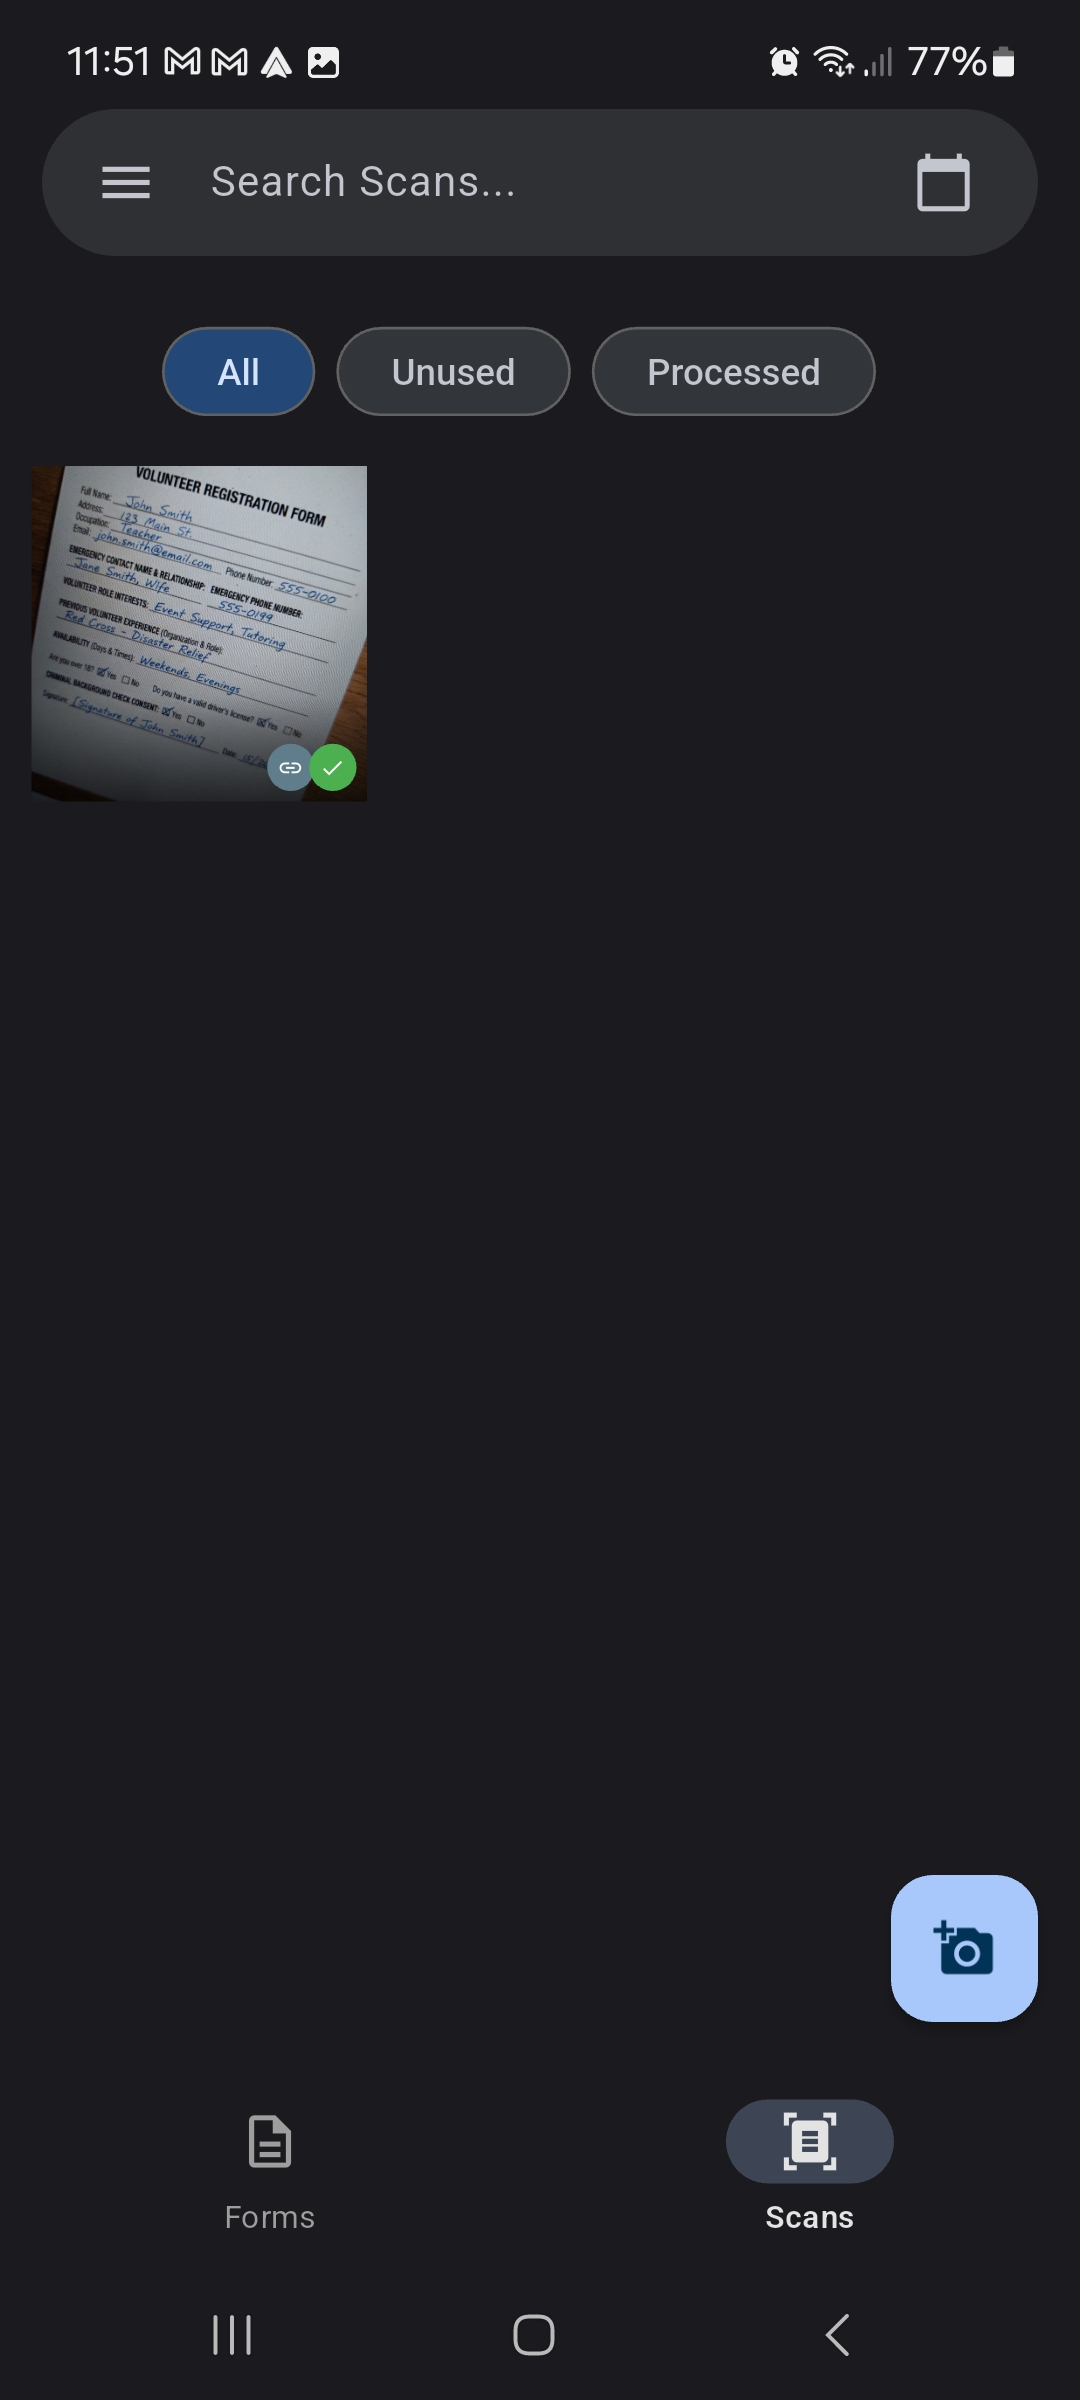 11:51
77%
Search Scans...
All
Unused
Processed
VOLUNTEER REGISTRATION FORM
Full Name: John Smith
Address: 123 Main St.
Occupation: Teacher
Email: john.smith@email.com Phone Number: 555-0100
EMERGENCY CONTACT NAME & RELATIONSHIP: EMERGENCY PHONE NUMBER:
Jane Smith, Wife 555-0199
VOLUNTEER ROLE INTERESTS: Event Support, Tutoring
PREVIOUS VOLUNTEER EXPERIENCE (Organization & Role):
Red Cross - Disaster Relief
AVAILABILITY (Days & Times): Weekends, Evenings
Are you over 18? Yes No Do you have a valid driver's license? Yes No
CRIMINAL BACKGROUND CHECK CONSENT: Yes No
Signature: [Signature of John Smith] Date:
Forms
Scans